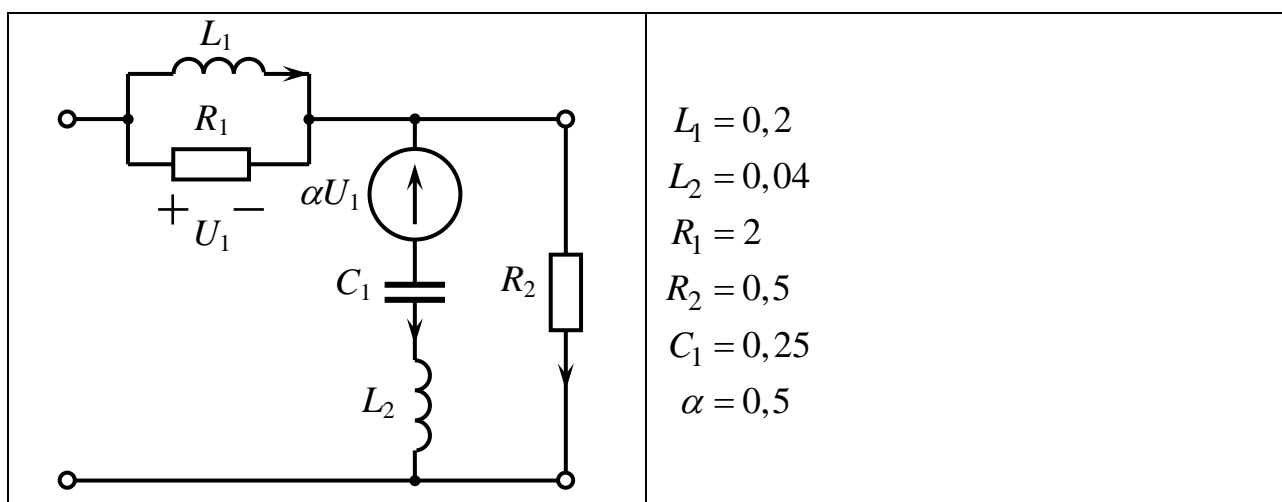 L₁
R₁
+ U₁ −
αU₁
C₁
R₂
L₂
L₁ = 0,2
L₂ = 0,04
R₁ = 2
R₂ = 0,5
C₁ = 0,25
α = 0,5